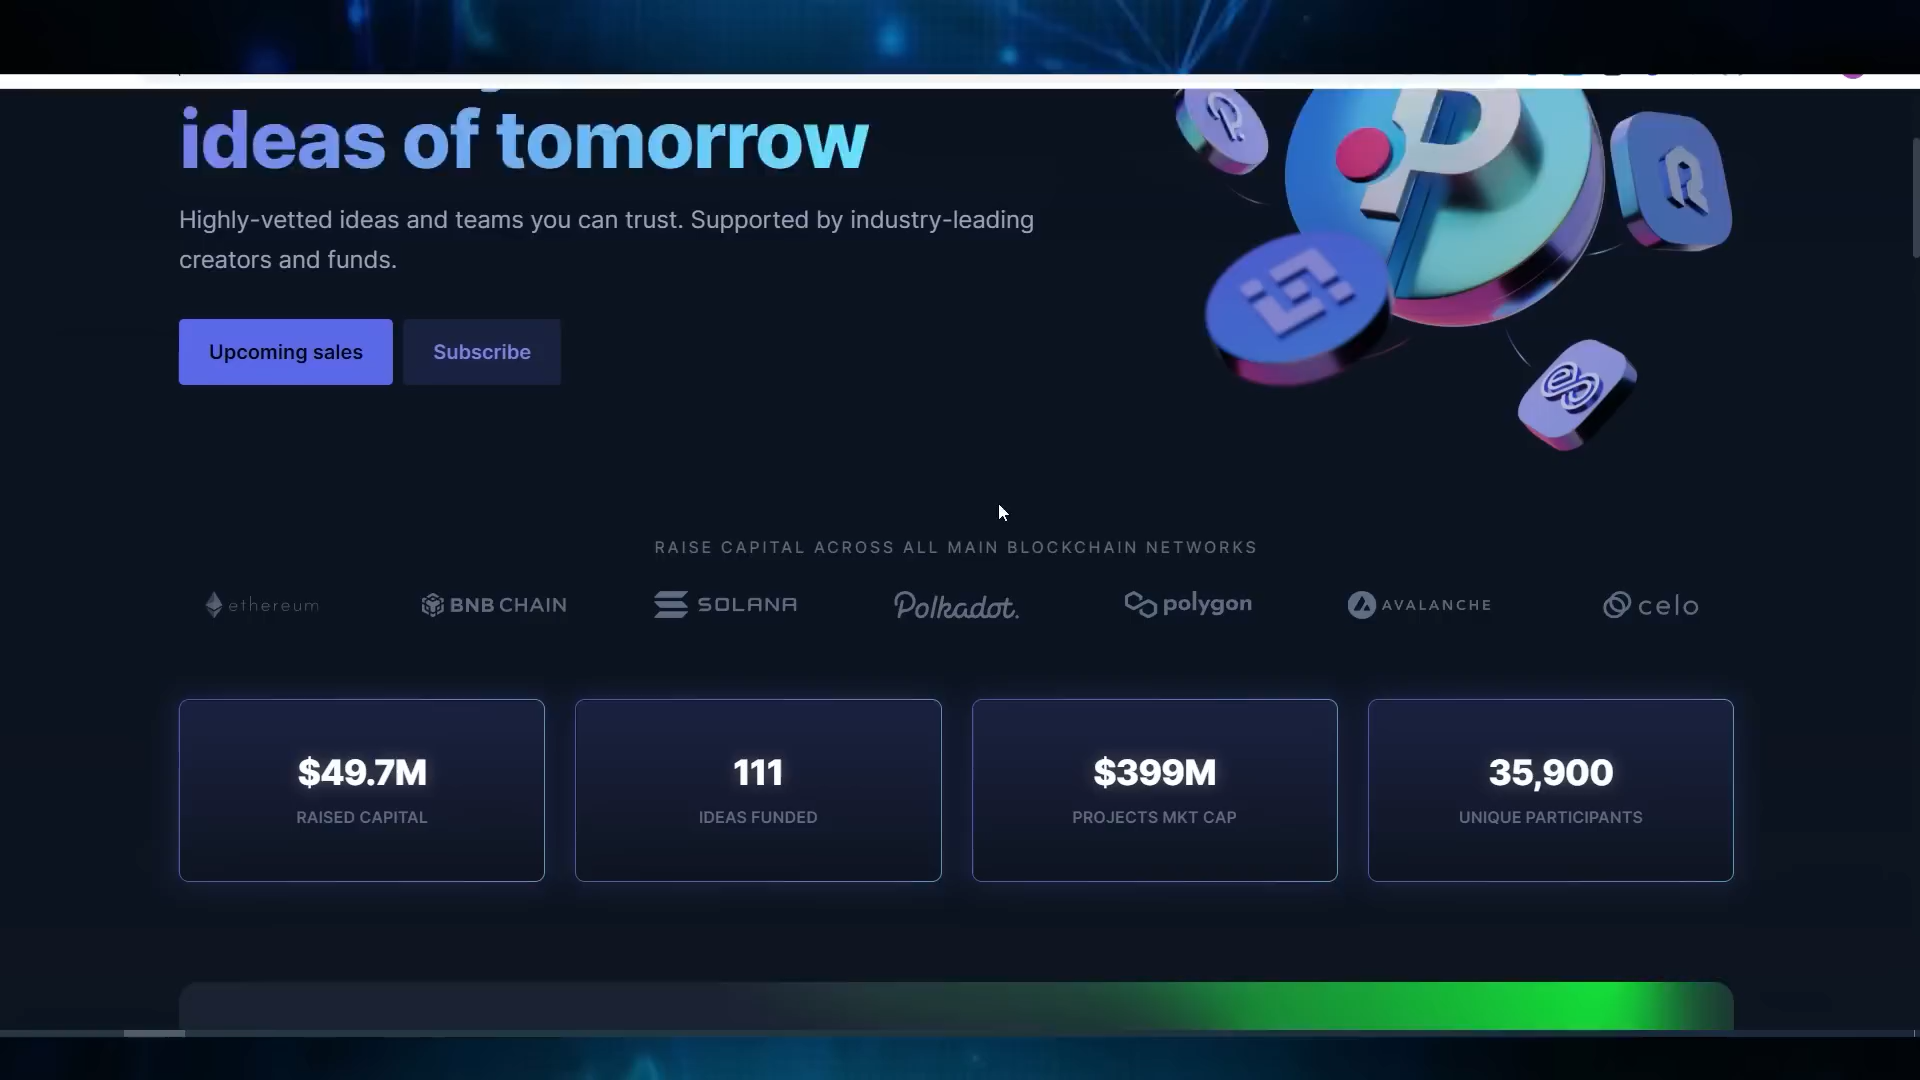 ideas of tomorrow
Highly-vetted ideas and teams you can trust. Supported by industry-leading
creators and funds.
Upcoming sales
Subscribe
RAISE CAPITAL ACROSS ALL MAIN BLOCKCHAIN NETWORKS
ethereum
BNB CHAIN
SOLANA
Polkadot.
polygon
AVALANCHE
celo
$49.7M
RAISED CAPITAL
111
IDEAS FUNDED
$399M
PROJECTS MKT CAP
35,900
UNIQUE PARTICIPANTS